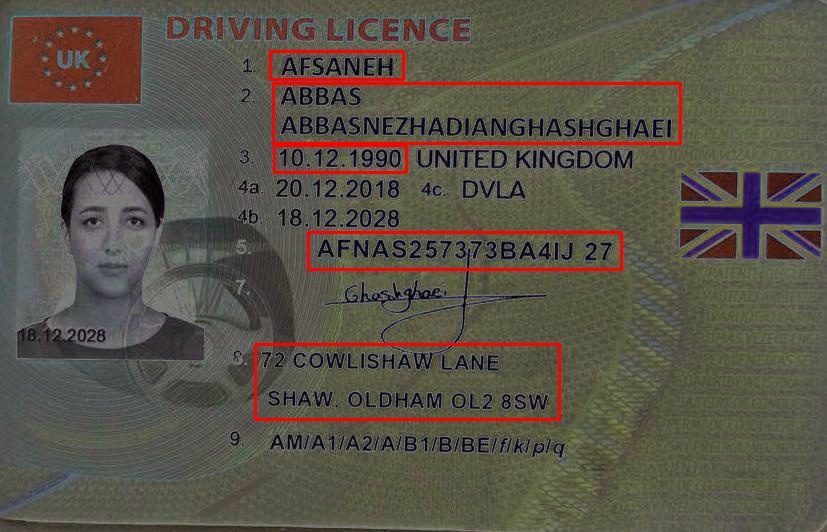 DRIVING LICENCE
UK
1. AFSANEH
2. ABBAS
ABBASNEZHADIANGHASHGHAEI
3. 10.12.1990 UNITED KINGDOM
4a. 20.12.2018 4c. DVLA
4b. 18.12.2028
5. AFNAS257373BA4IJ 27
7. Ghashghaei
18.12.2028
8. 72 COWLISHAW LANE
SHAW, OLDHAM OL2 8SW
9. AM/A1/A2/A/B1/B/BE/f/k/p/q